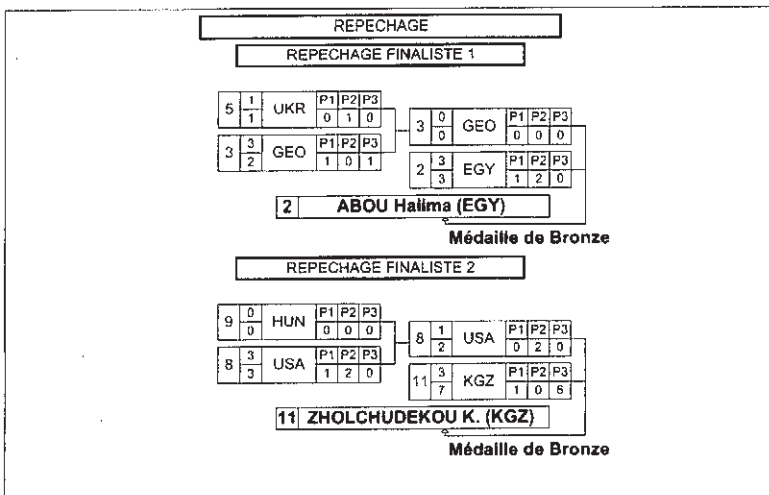 REPECHAGE
REPECHAGE FINALISTE 1
5 1 1 UKR P1 P2 P3 0 1 0
3 3 2 GEO P1 P2 P3 1 0 1
3 0 0 GEO P1 P2 P3 0 0 0
2 3 3 EGY P1 P2 P3 1 2 0
2 ABOU Halima (EGY)
Médaille de Bronze
REPECHAGE FINALISTE 2
9 0 0 HUN P1 P2 P3 0 0 0
8 3 3 USA P1 P2 P3 1 2 0
8 1 2 USA P1 P2 P3 0 2 0
11 3 7 KGZ P1 P2 P3 1 0 6
11 ZHOLCHUDEKOU K. (KGZ)
Médaille de Bronze